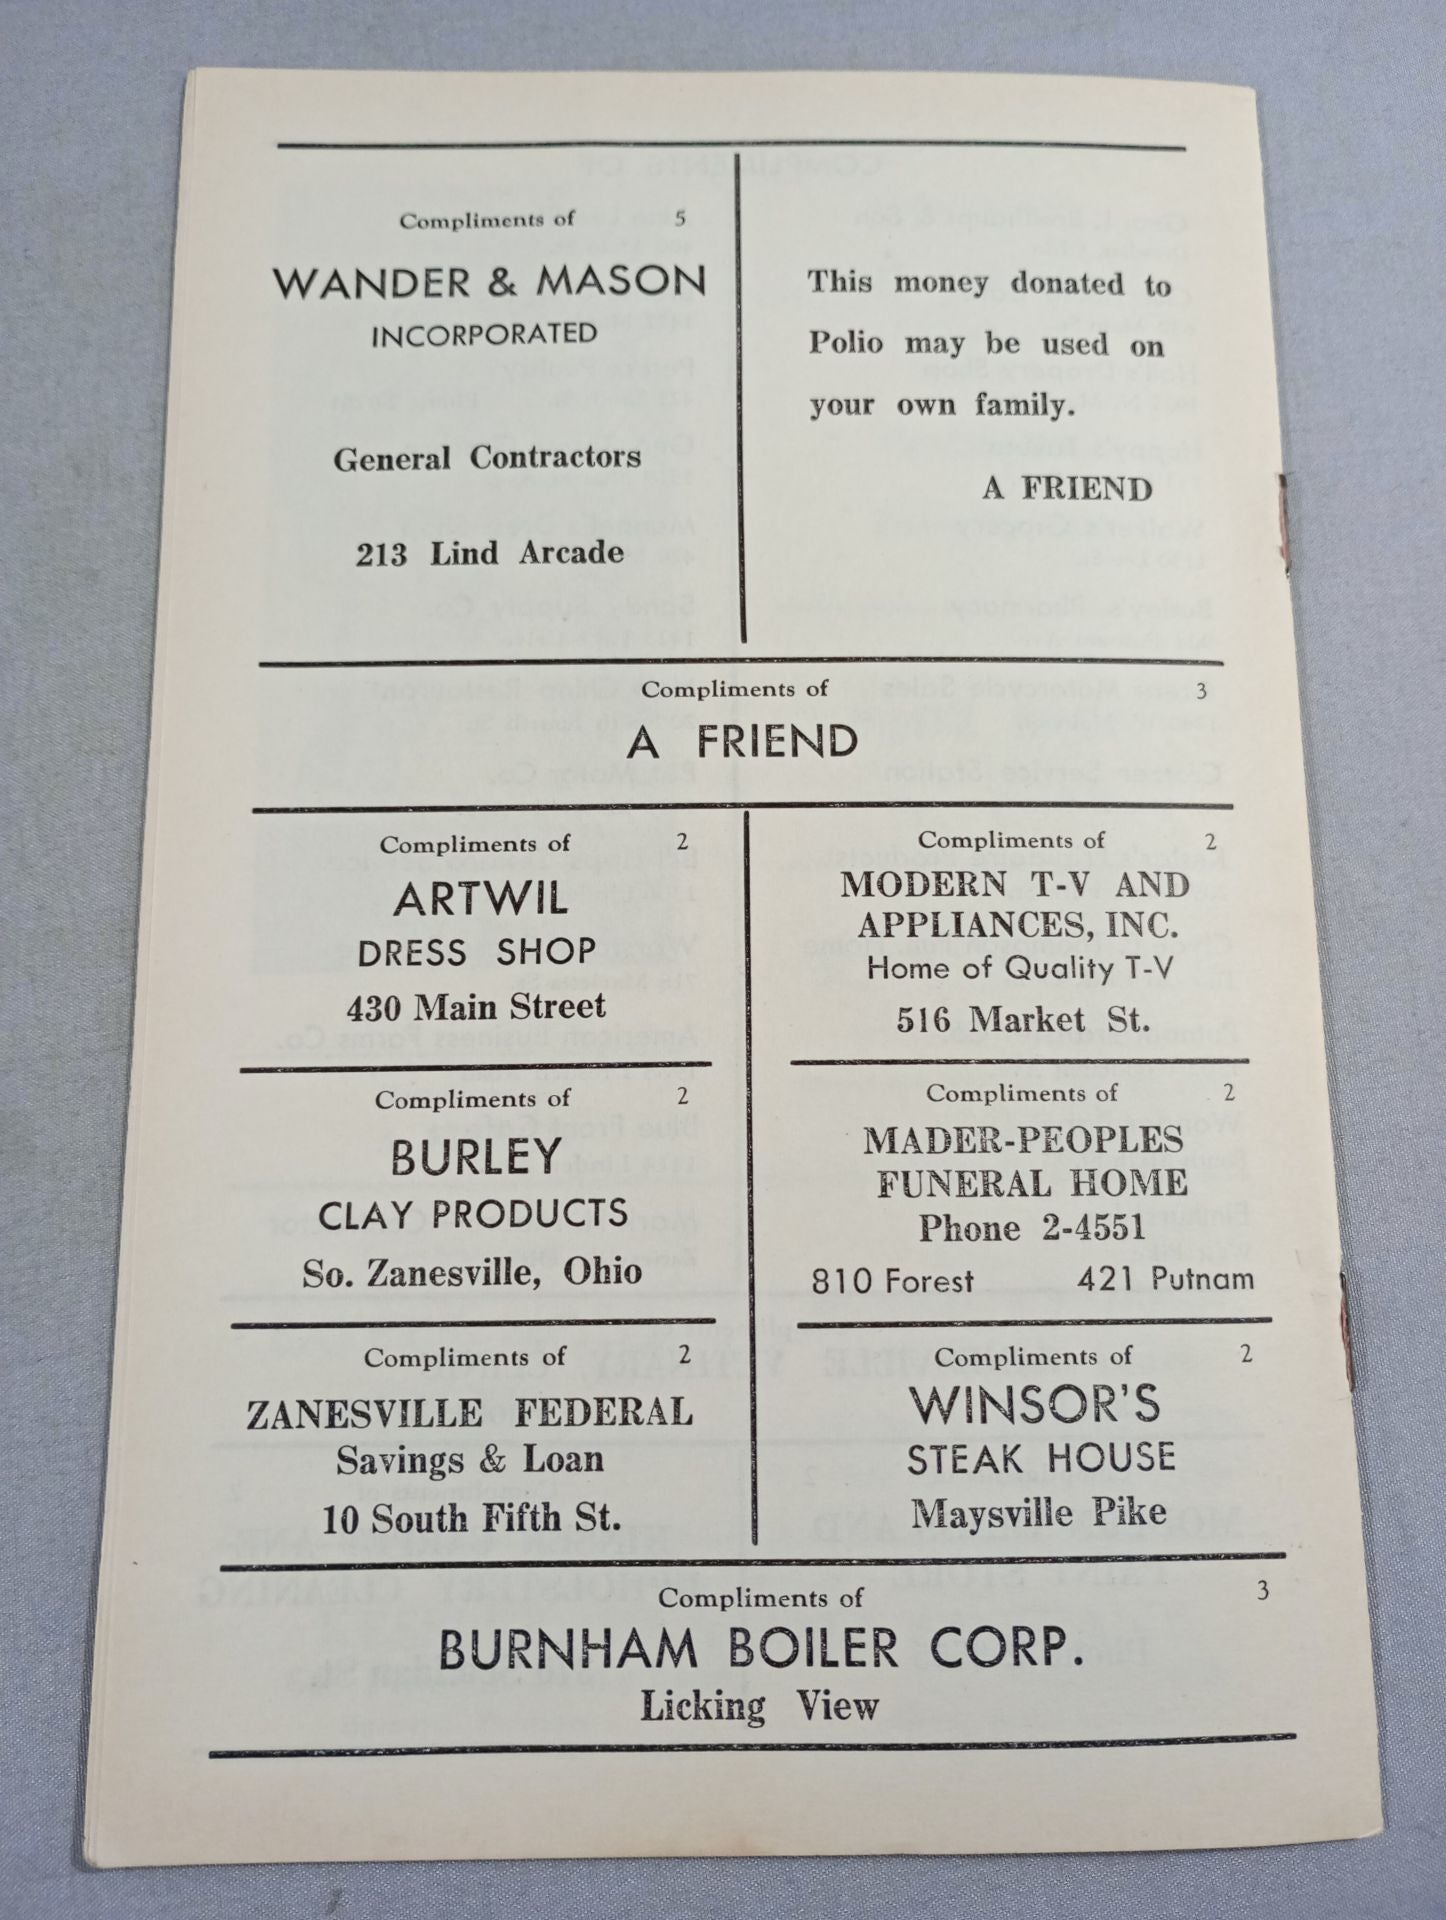 Compliments of 5
WANDER & MASON
INCORPORATED
General Contractors
213 Lind Arcade
This money donated to
Polio may be used on
your own family.
A FRIEND
Compliments of 3
A FRIEND
Compliments of 2
ARTWIL
DRESS SHOP
430 Main Street
Compliments of 2
MODERN T-V AND
APPLIANCES, INC.
Home of Quality T-V
516 Market St.
Compliments of 2
BURLEY
CLAY PRODUCTS
So. Zanesville, Ohio
Compliments of 2
MADER-PEOPLES
FUNERAL HOME
Phone 2-4551
810 Forest 421 Putnam
Compliments of 2
ZANESVILLE FEDERAL
Savings & Loan
10 South Fifth St.
Compliments of 2
WINSOR'S
STEAK HOUSE
Maysville Pike
Compliments of 3
BURNHAM BOILER CORP.
Licking View